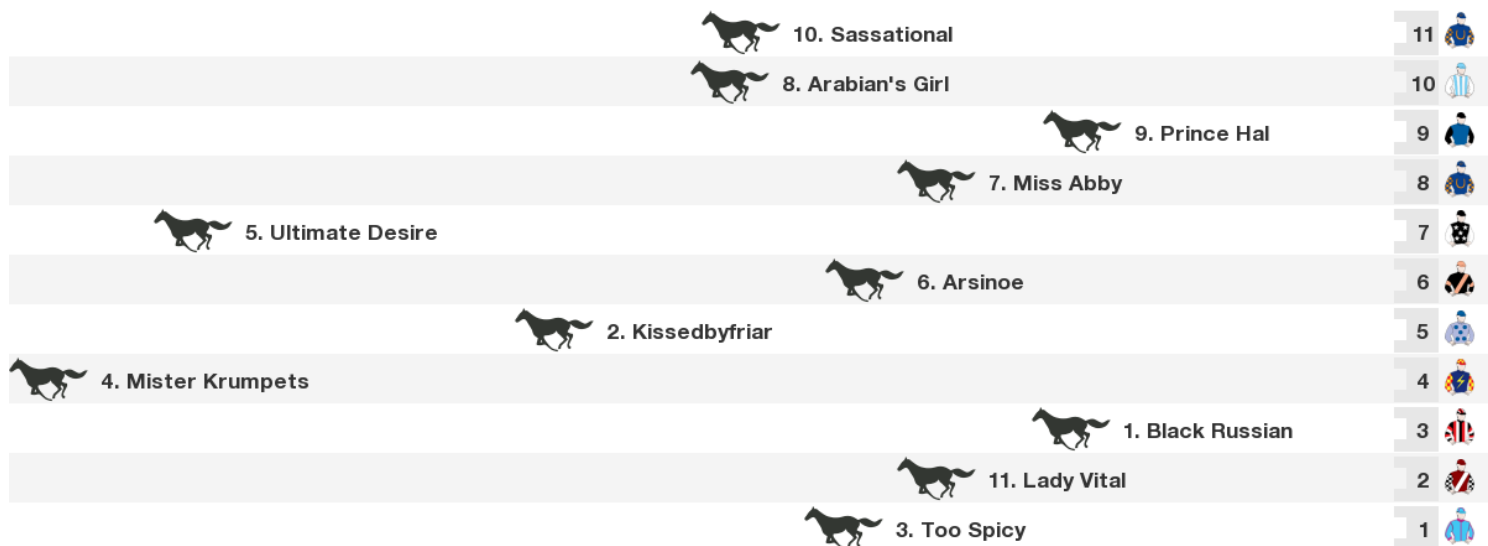 10. Sassational 11
8. Arabian's Girl 10
9. Prince Hal 9
7. Miss Abby 8
5. Ultimate Desire 7
6. Arsinoe 6
2. Kissedbyfriar 5
4. Mister Krumpets 4
1. Black Russian 3
11. Lady Vital 2
3. Too Spicy 1